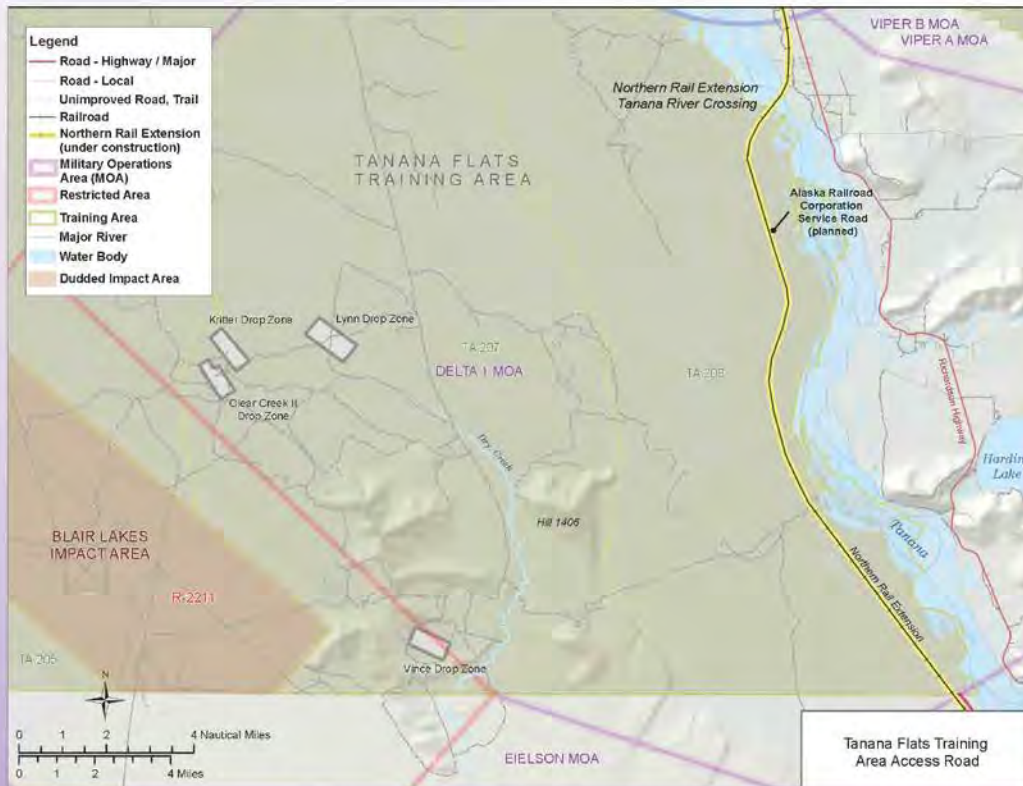 Legend
Road - Highway / Major
Road - Local
Unimproved Road, Trail
Railroad
Northern Rail Extension
(under construction)
Military Operations
Area (MOA)
Restricted Area
Training Area
Major River
Water Body
Dudded Impact Area
VIPER B MOA
VIPER A MOA
Northern Rail Extension
Tanana River Crossing
TANANA FLATS
TRAINING AREA
Alaska Railroad
Corporation
Service Road
(planned)
Kritter Drop Zone
Lynn Drop Zone
TA 207
DELTA 1 MOA
TA 208
Clear Creek II
Drop Zone
Richardson Highway
Dry Creek
Hardin
Lake
Hill 1406
BLAIR LAKES
IMPACT AREA
Tanana
Northern Rail Extension
R-2211
TA 205
Vince Drop Zone
N
0 1 2 4 Nautical Miles
0 1 2 4 Miles
EIELSON MOA
Tanana Flats Training
Area Access Road